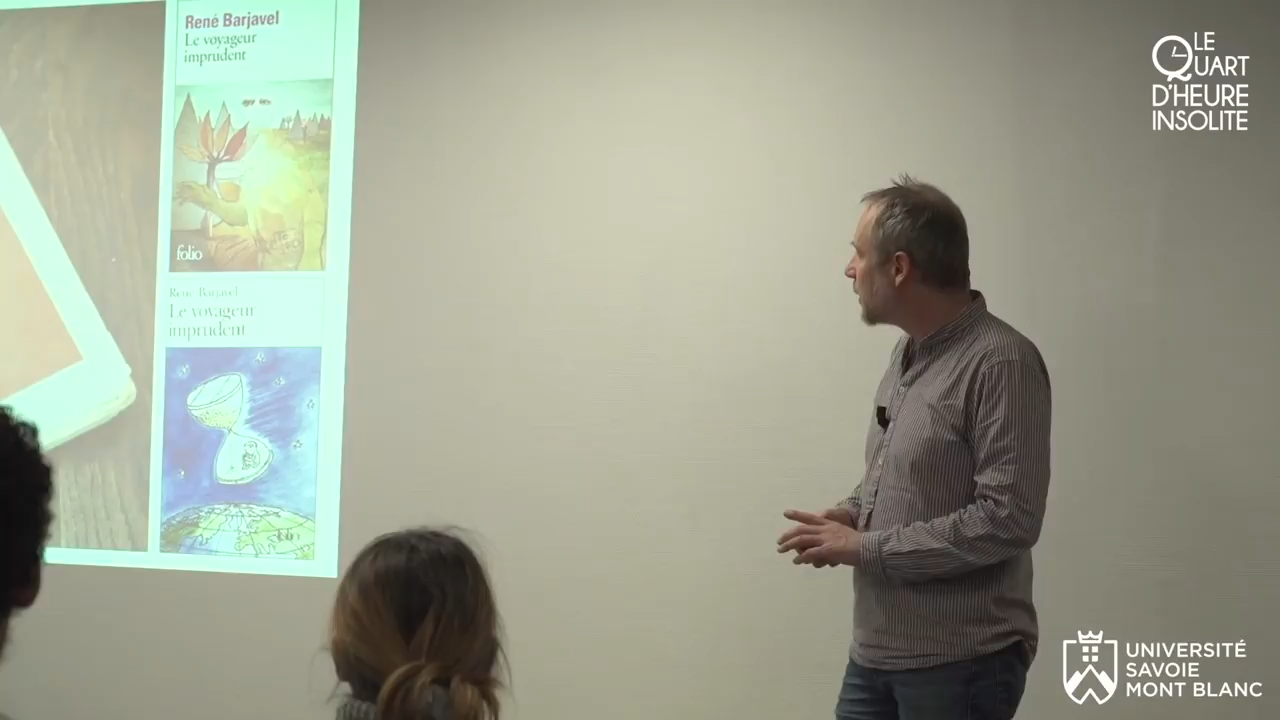 René Barjavel
Le voyageur
imprudent
folio
René Barjavel
Le voyageur
imprudent
folio
LE
QUART
D'HEURE
INSOLITE
UNIVERSITÉ
SAVOIE
MONT BLANC